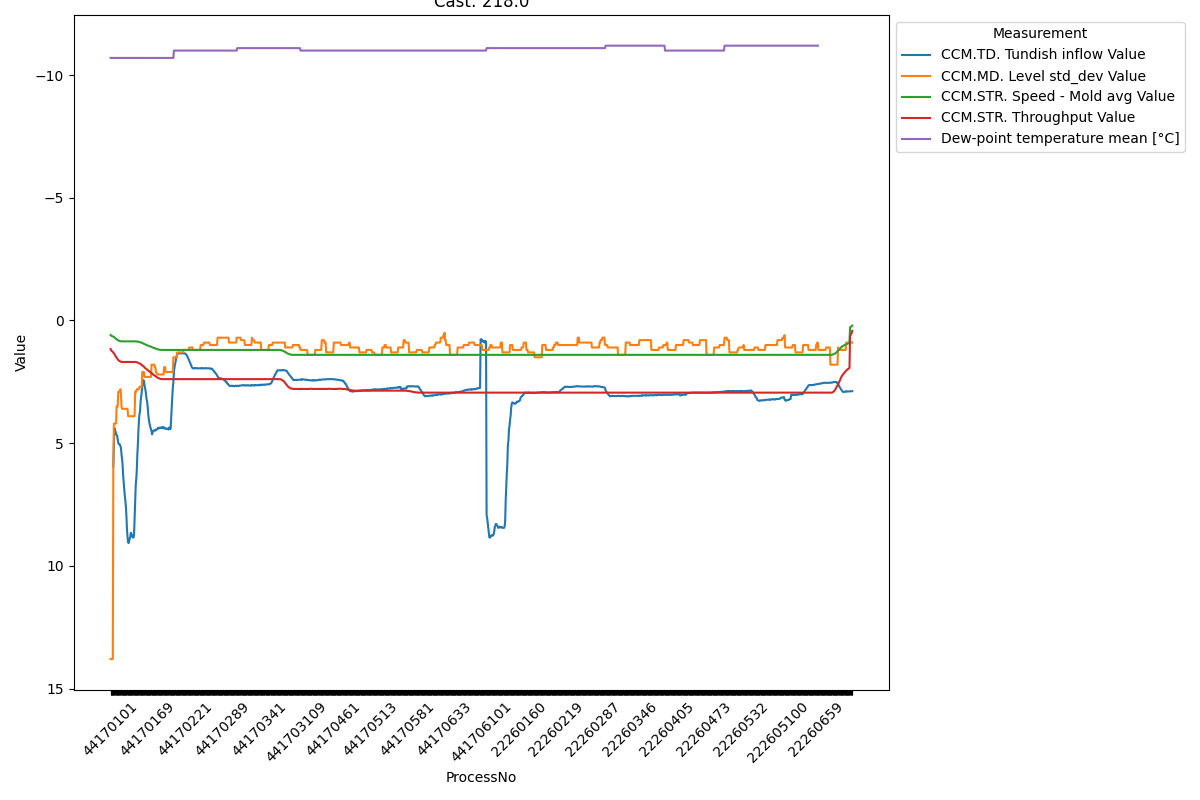 Cast: 218.0
Measurement
CCM.TD. Tundish inflow Value
CCM.MD. Level std_dev Value
CCM.STR. Speed - Mold avg Value
CCM.STR. Throughput Value
Dew-point temperature mean [°C]
−10
−5
0
5
10
15
Value
44170101
44170169
44170221
44170289
44170341
441703109
44170461
44170513
44170581
44170633
441706101
22260160
22260219
22260287
22260346
22260405
22260473
22260532
222605100
22260659
ProcessNo